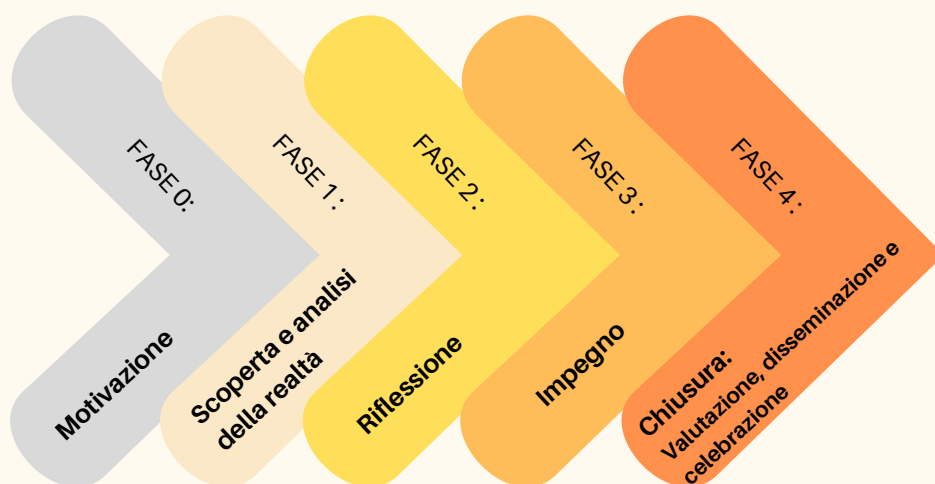 FASE 0:
Motivazione
FASE 1:
Scoperta e analisi
della realtà
FASE 2:
Riflessione
FASE 3:
Impegno
FASE 4:
Chiusura:
Valutazione, disseminazione e
celebrazione